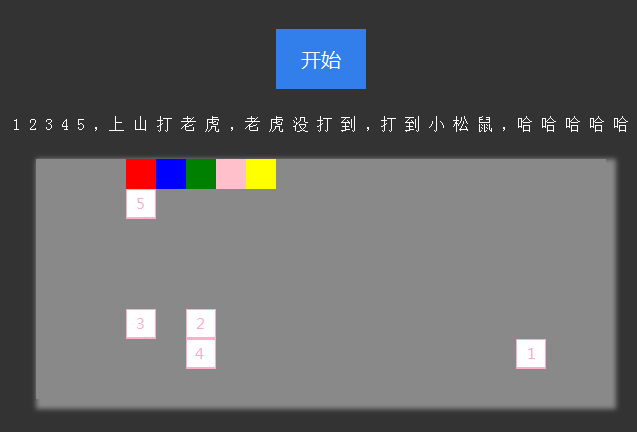 开始
1 2 3 4 5 , 上 山 打 老 虎 , 老 虎 没 打 到 , 打 到 小 松 鼠 , 哈 哈 哈 哈 哈
5
3 2
4 1